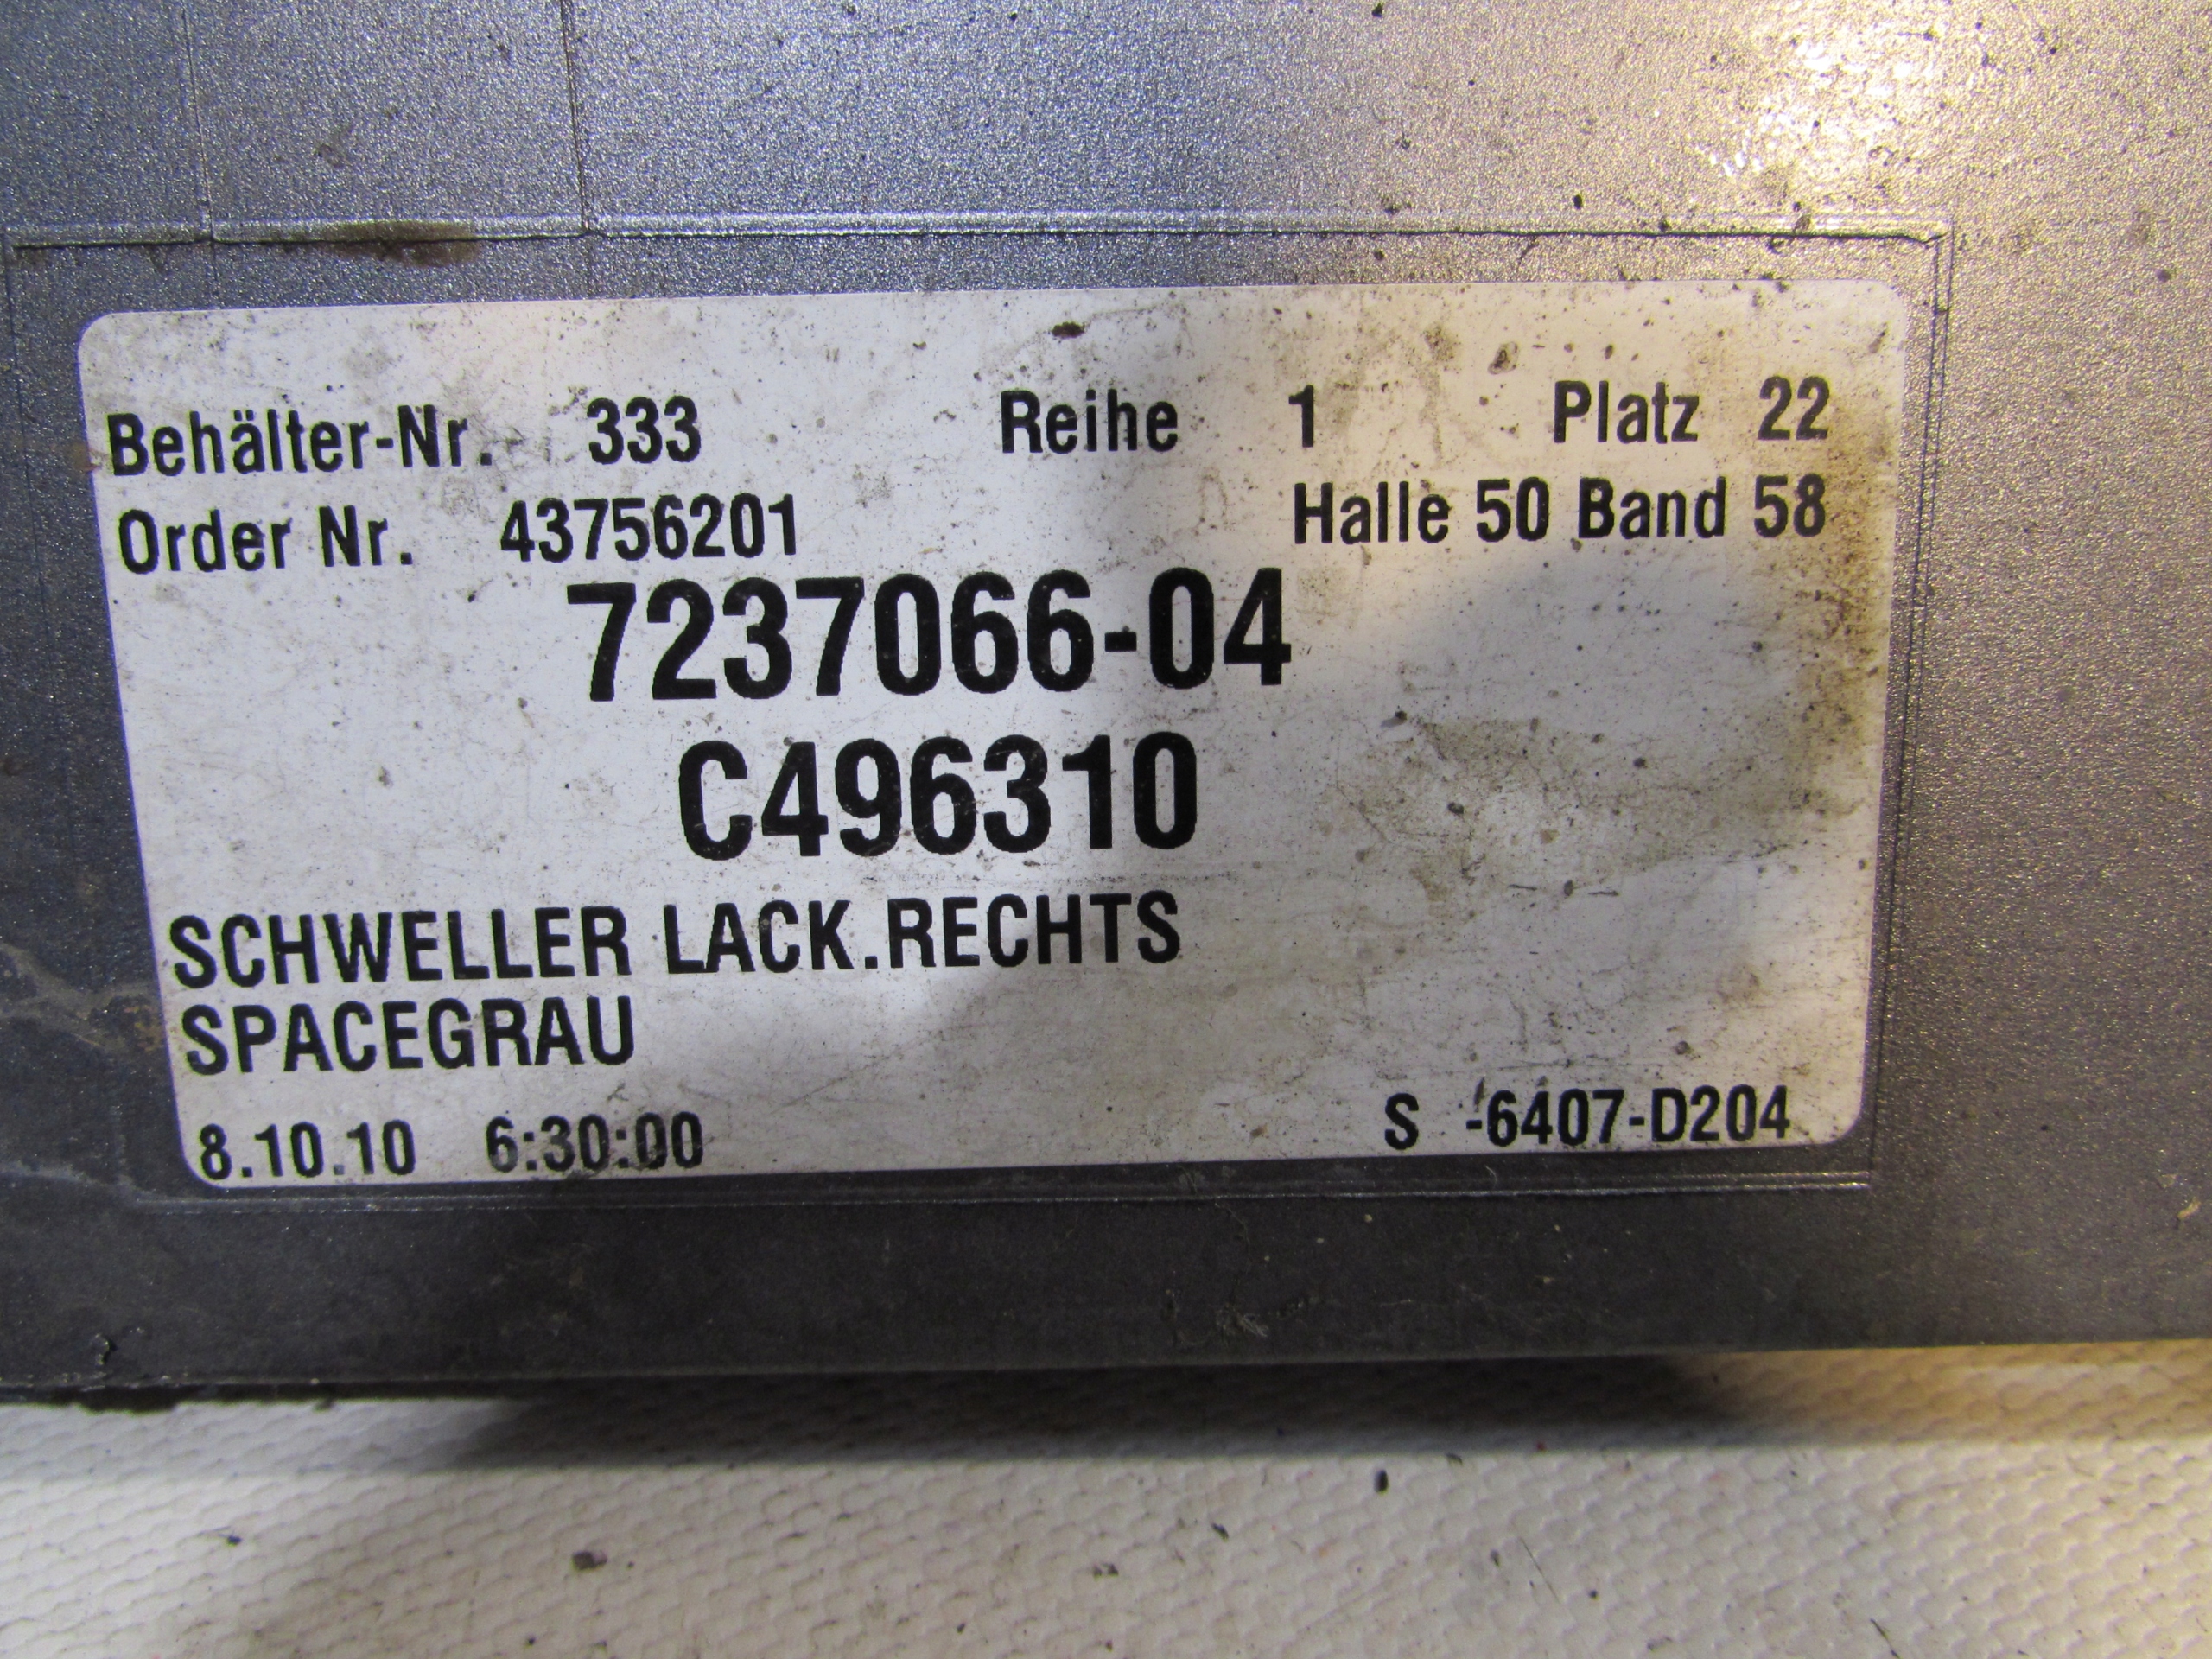 Behälter-Nr. 333 Reihe 1 Platz 22
Order Nr. 43756201 Halle 50 Band 58
7237066-04
C496310
SCHWELLER LACK.RECHTS
SPACEGRAU
8.10.10 6:30:00 S -6407-D204